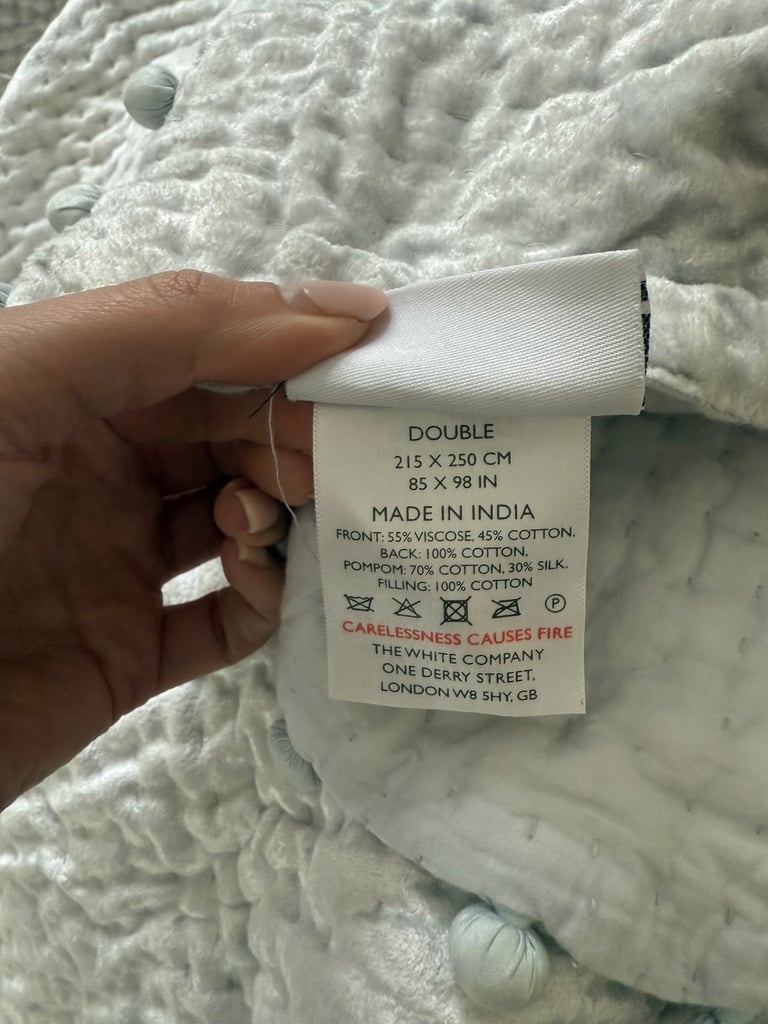 DOUBLE
215 X 250 CM
85 X 98 IN
MADE IN INDIA
FRONT: 55% VISCOSE, 45% COTTON.
BACK: 100% COTTON.
POMPOM: 70% COTTON, 30% SILK.
FILLING: 100% COTTON
P
CARELESSNESS CAUSES FIRE
THE WHITE COMPANY
ONE DERRY STREET,
LONDON W8 5HY, GB